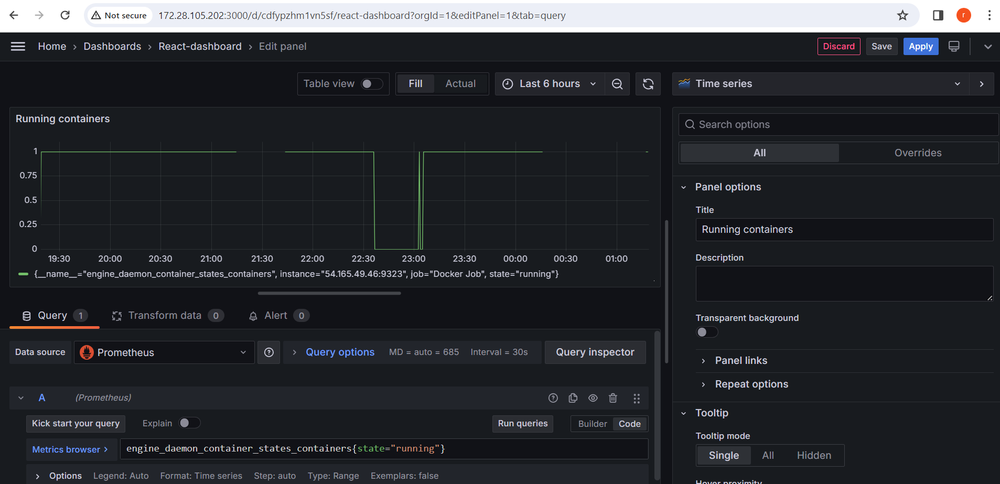 Not secure 172.28.105.202:3000/d/cdfypzhm1vn5sf/react-dashboard?orgId=1&editPanel=1&tab=query r
Home › Dashboards › React-dashboard › Edit panel Discard Save Apply
Table view Fill Actual Last 6 hours Time series
Running containers
1
0.75
0.5
0.25
0
19:30 20:00 20:30 21:00 21:30 22:00 22:30 23:00 23:30 00:00 00:30 01:00
{__name__="engine_daemon_container_states_containers", instance="54.165.49.46:9323", job="Docker Job", state="running"}
Query 1 Transform data 0 Alert 0
Data source Prometheus Query options MD = auto = 685 Interval = 30s Query inspector
A (Prometheus)
Kick start your query Explain Run queries Builder Code
Metrics browser > engine_daemon_container_states_containers{state="running"}
Options Legend: Auto Format: Time series Step: auto Type: Range Exemplars: false
Search options
All Overrides
Panel options
Title
Running containers
Description
Transparent background
Panel links
Repeat options
Tooltip
Tooltip mode
Single All Hidden
Hover proximity